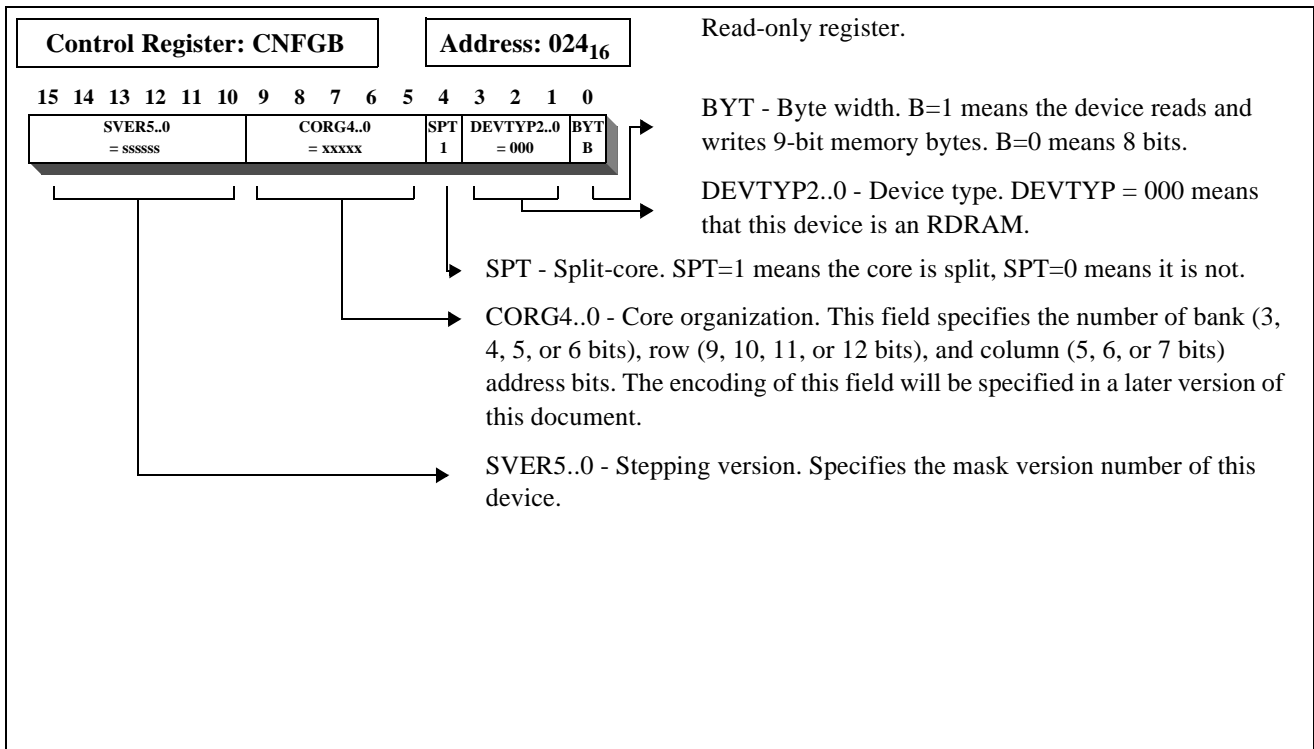 Control Register: CNFGB
Address: 024₁₆
Read-only register.
15 14 13 12 11 10 9 8 7 6 5 4 3 2 1 0
SVER5..0 CORG4..0 SPT DEVTYP2..0 BYT
= ssssss = xxxxx 1 = 000 B
BYT - Byte width. B=1 means the device reads and
writes 9-bit memory bytes. B=0 means 8 bits.
DEVTYP2..0 - Device type. DEVTYP = 000 means
that this device is an RDRAM.
SPT - Split-core. SPT=1 means the core is split, SPT=0 means it is not.
CORG4..0 - Core organization. This field specifies the number of bank (3,
4, 5, or 6 bits), row (9, 10, 11, or 12 bits), and column (5, 6, or 7 bits)
address bits. The encoding of this field will be specified in a later version of
this document.
SVER5..0 - Stepping version. Specifies the mask version number of this
device.